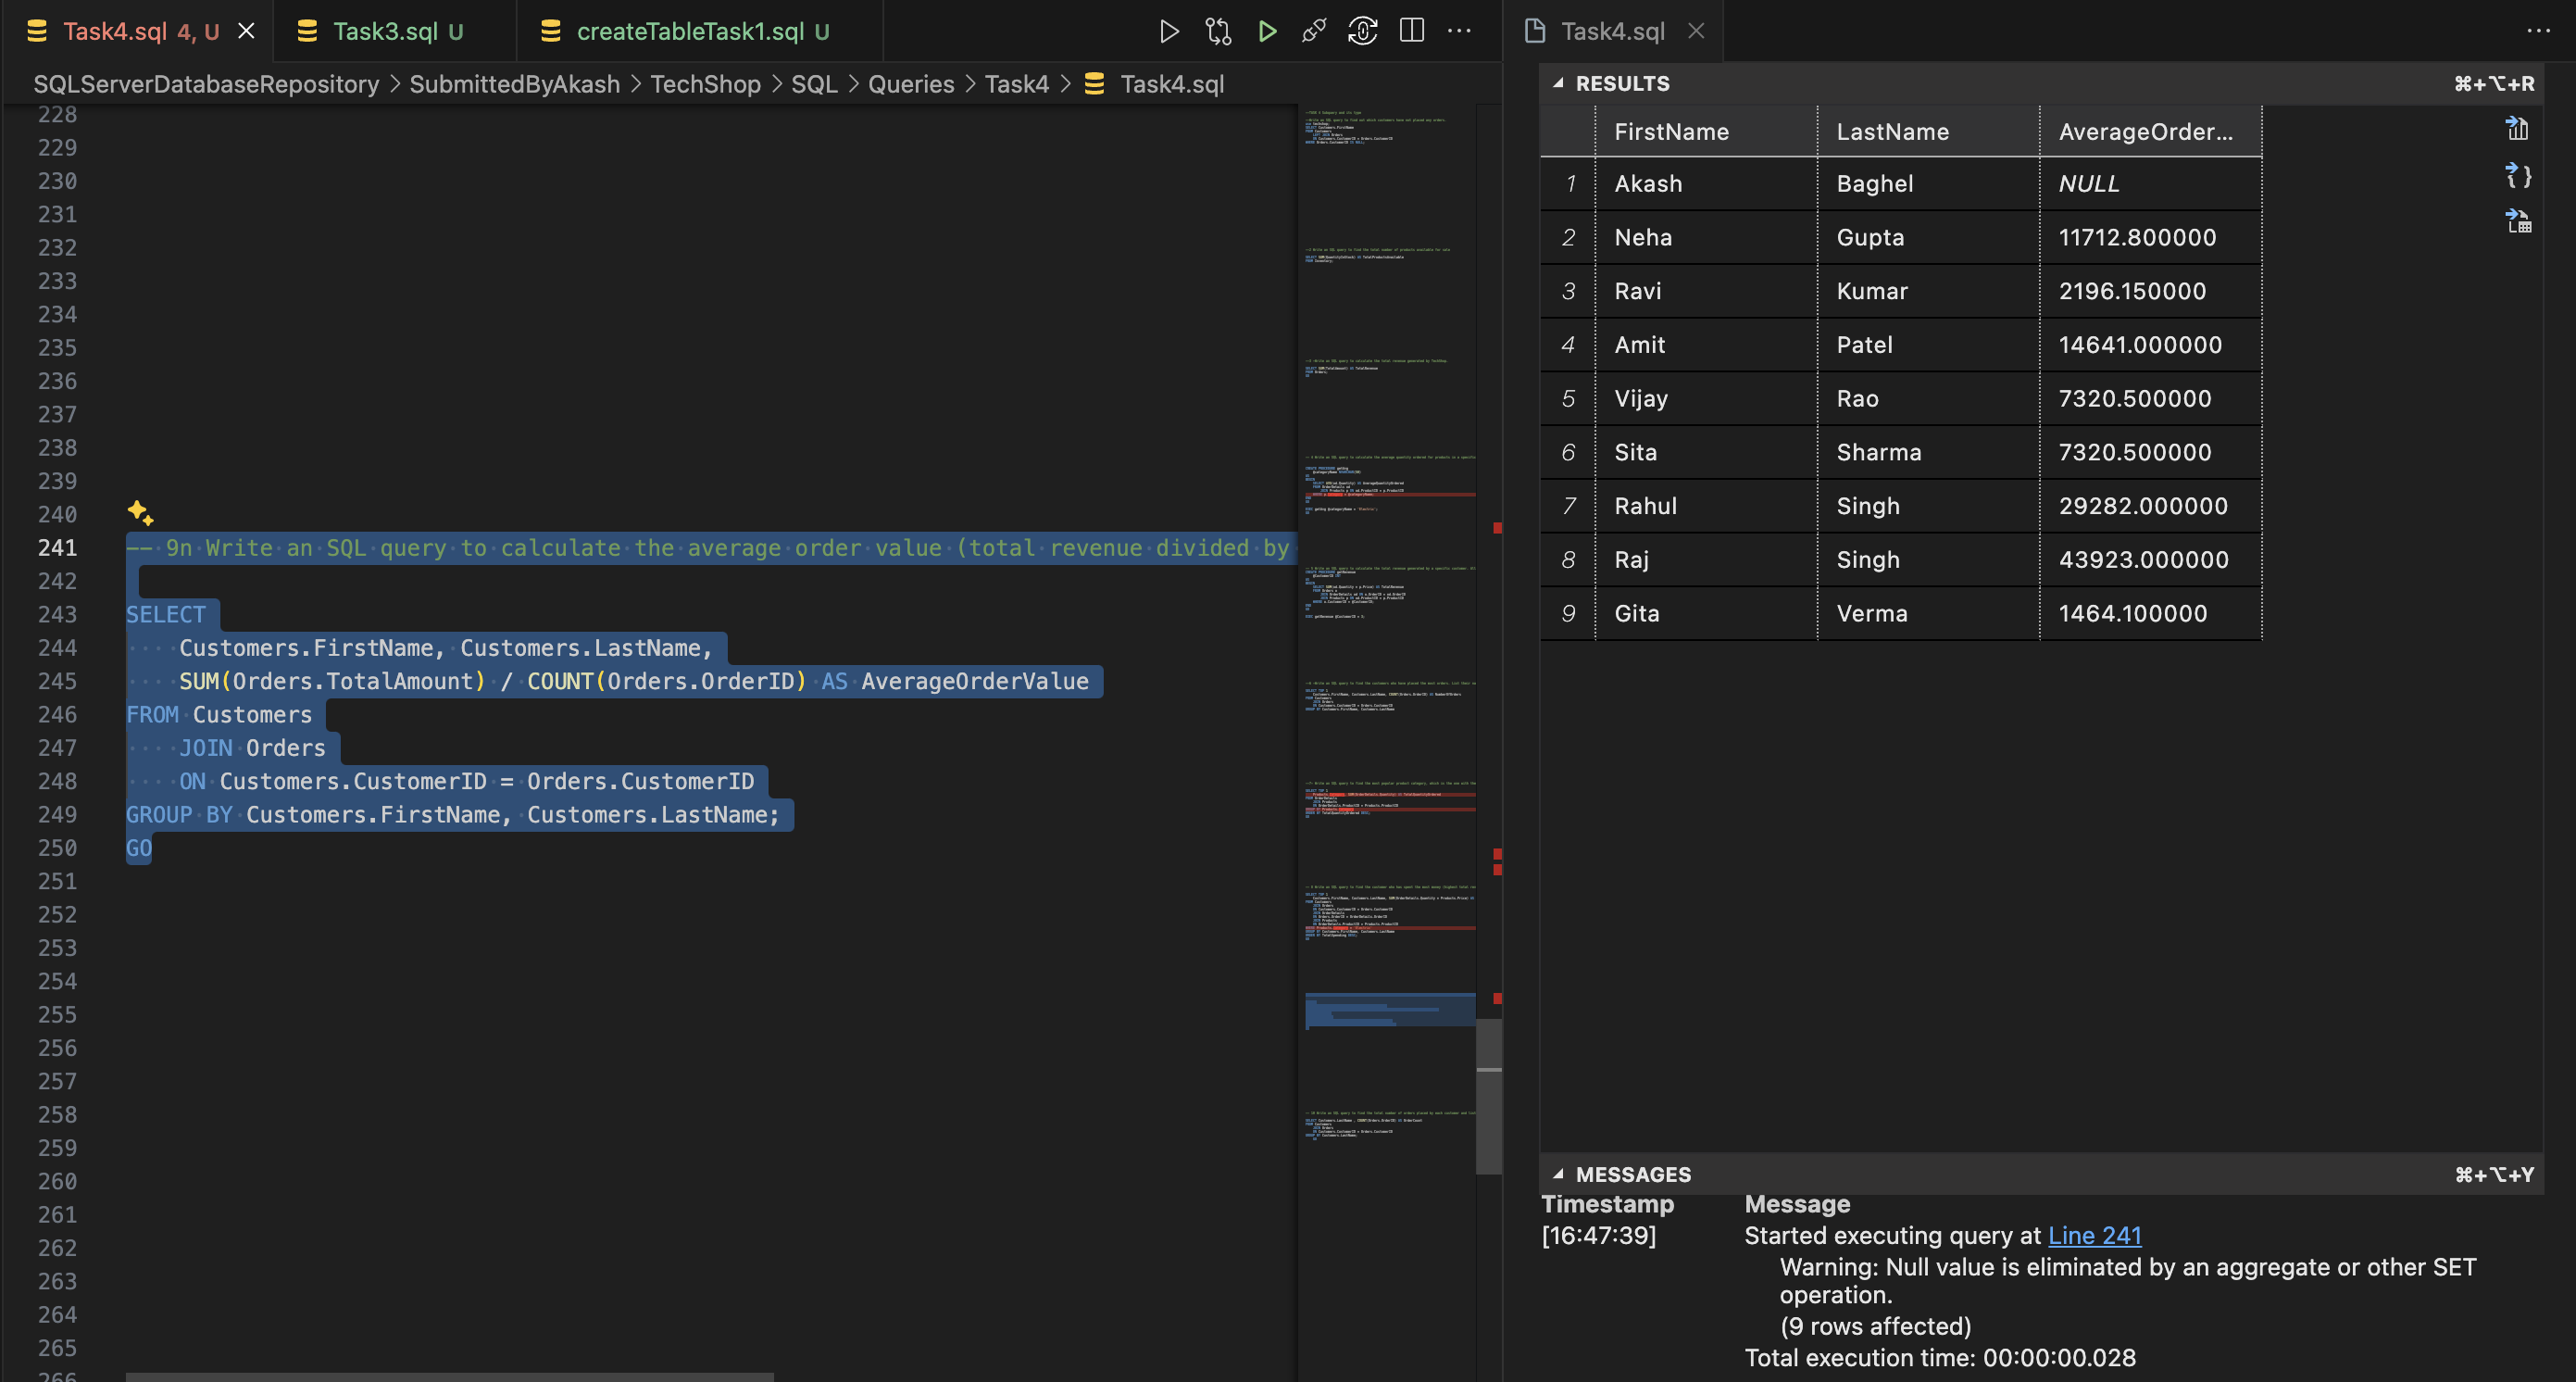 Task4.sql 4, U
Task3.sql U
createTableTask1.sql U
Task4.sql
SQLServerDatabaseRepository > SubmittedByAkash > TechShop > SQL > Queries > Task4 > Task4.sql
228
229
230
231
232
233
234
235
236
237
238
239
240
241 -- 9n Write an SQL query to calculate the average order value (total revenue divided by
242
243 SELECT
244 Customers.FirstName, Customers.LastName,
245 SUM(Orders.TotalAmount) / COUNT(Orders.OrderID) AS AverageOrderValue
246 FROM Customers
247 JOIN Orders
248 ON Customers.CustomerID = Orders.CustomerID
249 GROUP BY Customers.FirstName, Customers.LastName;
250 GO
251
252
253
254
255
256
257
258
259
260
261
262
263
264
265
266
RESULTS ⌘+⌥+R
FirstName LastName AverageOrder...
1 Akash Baghel NULL
2 Neha Gupta 11712.800000
3 Ravi Kumar 2196.150000
4 Amit Patel 14641.000000
5 Vijay Rao 7320.500000
6 Sita Sharma 7320.500000
7 Rahul Singh 29282.000000
8 Raj Singh 43923.000000
9 Gita Verma 1464.100000
MESSAGES ⌘+⌥+Y
Timestamp Message
[16:47:39] Started executing query at Line 241
Warning: Null value is eliminated by an aggregate or other SET
operation.
(9 rows affected)
Total execution time: 00:00:00.028